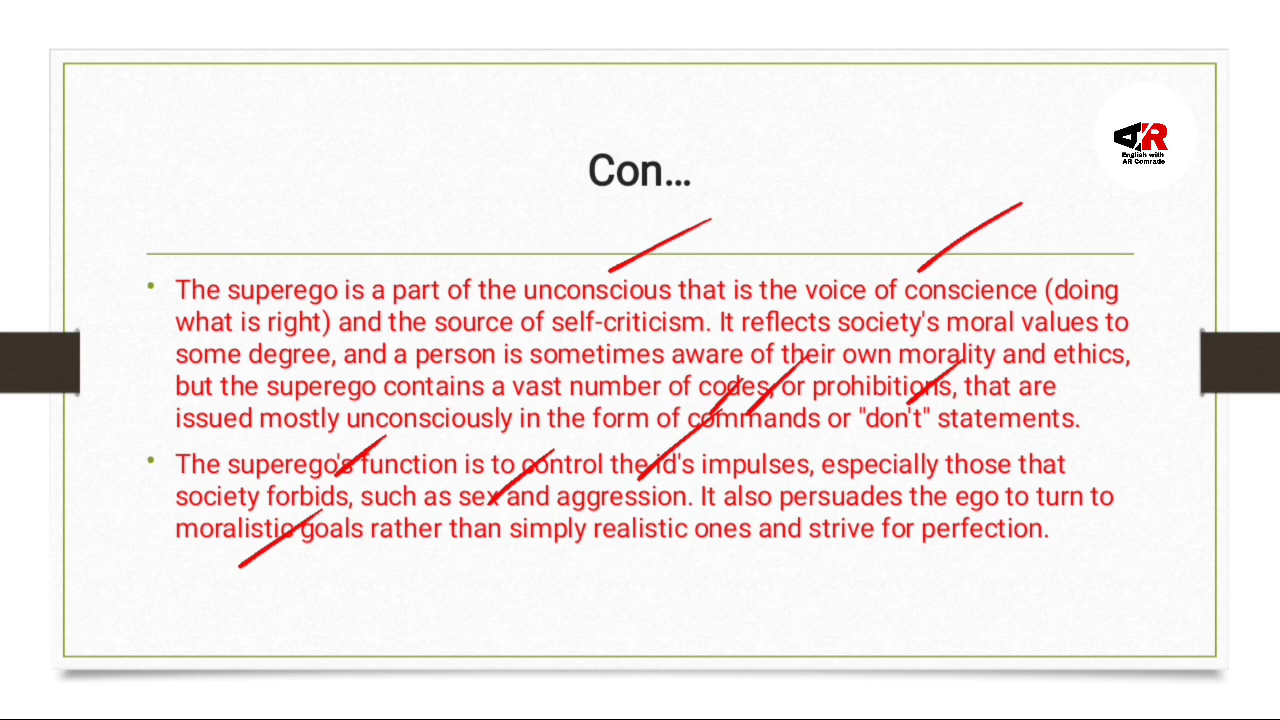 AR
English with
AR Comrade
Con...
• The superego is a part of the unconscious that is the voice of conscience (doing
what is right) and the source of self-criticism. It reflects society's moral values to
some degree, and a person is sometimes aware of their own morality and ethics,
but the superego contains a vast number of codes, or prohibitions, that are
issued mostly unconsciously in the form of commands or "don't" statements.
• The superego's function is to control the id's impulses, especially those that
society forbids, such as sex and aggression. It also persuades the ego to turn to
moralistic goals rather than simply realistic ones and strive for perfection.